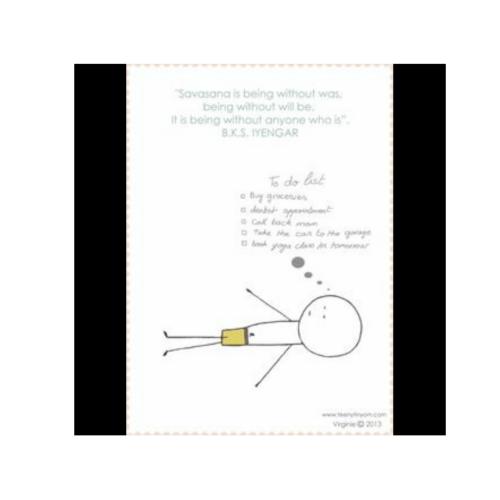 "Savasana is being without was,
being without will be.
It is being without anyone who is".
B.K.S. IYENGAR
To do list
Buy groceries
dentist appointment
Call back mom
Take the car to the garage
book yoga class for tomorrow
www.teenytinyom.com
Virginie © 2013